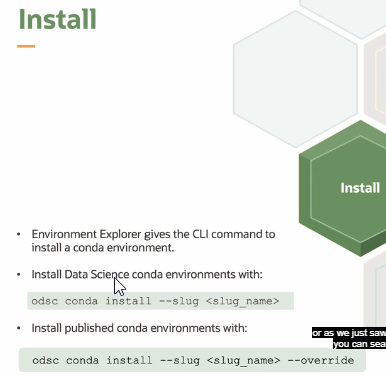 Install
Install
• Environment Explorer gives the CLI command to
install a conda environment.
• Install Data Science conda environments with:
odsc conda install --slug <slug_name>
• Install published conda environments with:
or as we just saw
you can sea
odsc conda install --slug <slug_name> --override